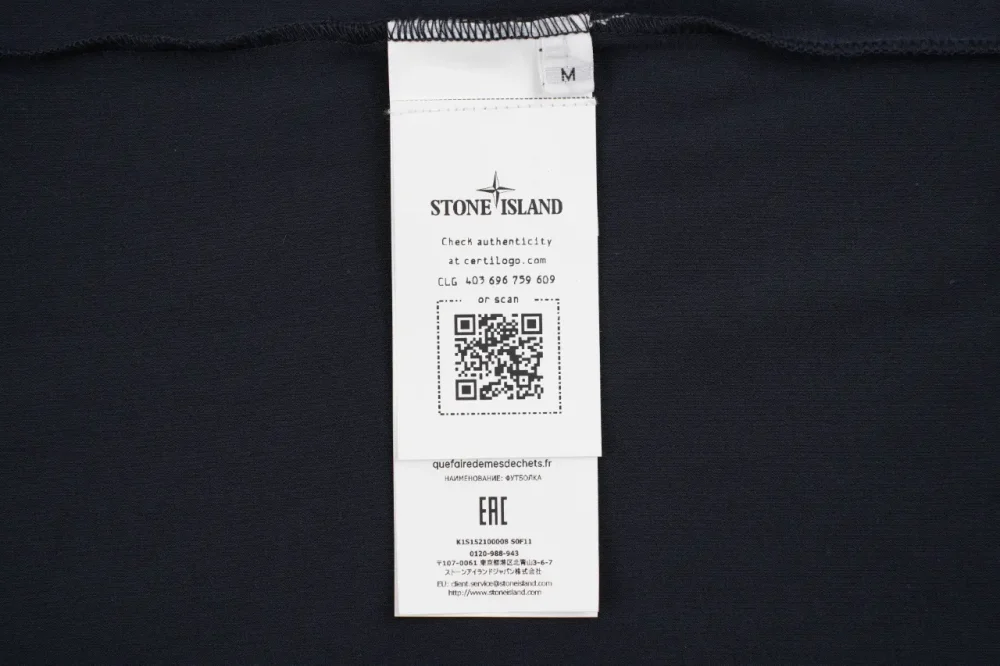 M
STONE ISLAND
Check authenticity
at certilogo.com
CLG 403 696 759 609
or scan
quefairedemesdechets.fr
НАИМЕНОВАНИЕ: ФУТБОЛКА
EAC
K1S152100009 S0F11
0120-988-943
〒107-0061 東京都港区北青山3-6-7
ストーンアイランドジャパン株式会社
EU: client.service@stoneisland.com
http://www.stoneisland.com